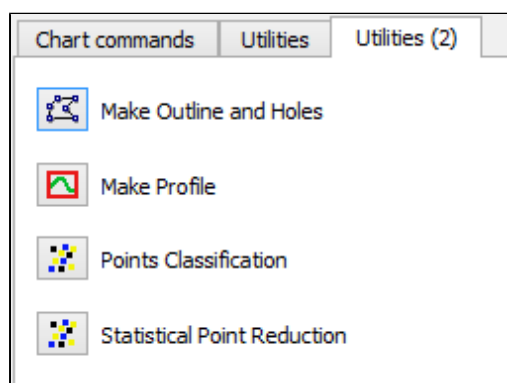 Chart commands Utilities Utilities (2)
Make Outline and Holes
Make Profile
Points Classification
Statistical Point Reduction